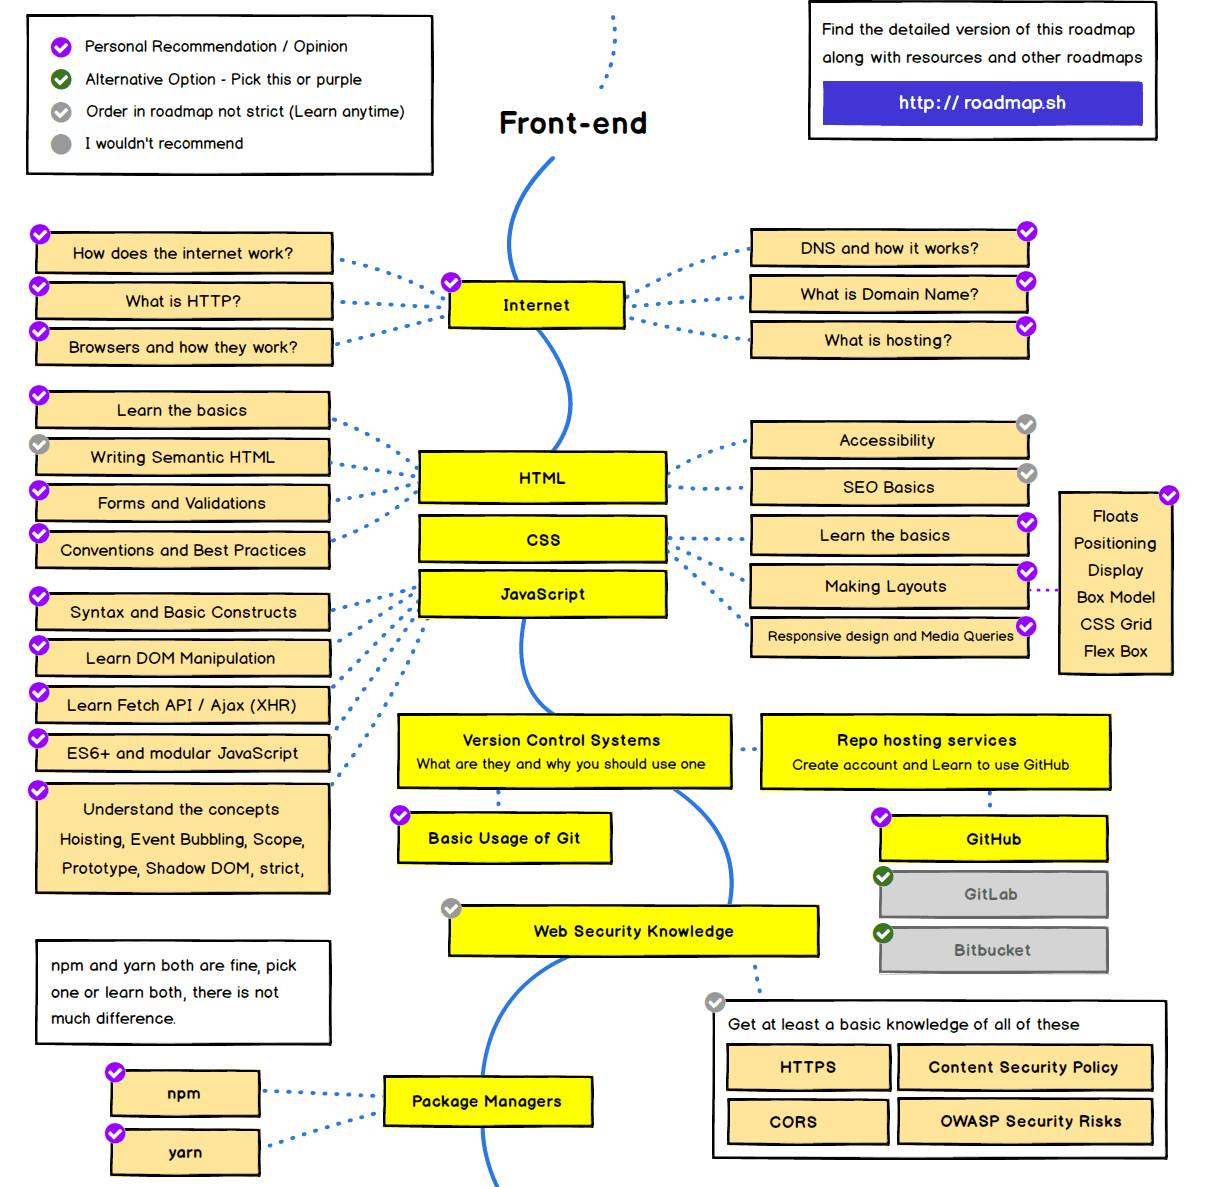 Personal Recommendation / Opinion
Alternative Option - Pick this or purple
Order in roadmap not strict (Learn anytime)
I wouldn't recommend
Find the detailed version of this roadmap
along with resources and other roadmaps
http://roadmap.sh
Front-end
How does the internet work?
What is HTTP?
Browsers and how they work?
Internet
DNS and how it works?
What is Domain Name?
What is hosting?
Learn the basics
Writing Semantic HTML
Forms and Validations
Conventions and Best Practices
HTML
Accessibility
SEO Basics
CSS
Learn the basics
Making Layouts
Responsive design and Media Queries
Floats
Positioning
Display
Box Model
CSS Grid
Flex Box
JavaScript
Syntax and Basic Constructs
Learn DOM Manipulation
Learn Fetch API / Ajax (XHR)
ES6+ and modular JavaScript
Understand the concepts
Hoisting, Event Bubbling, Scope,
Prototype, Shadow DOM, strict,
Version Control Systems
What are they and why you should use one
Basic Usage of Git
Repo hosting services
Create account and Learn to use GitHub
GitHub
GitLab
Bitbucket
Web Security Knowledge
Get at least a basic knowledge of all of these
HTTPS
Content Security Policy
CORS
OWASP Security Risks
npm and yarn both are fine, pick
one or learn both, there is not
much difference.
Package Managers
npm
yarn